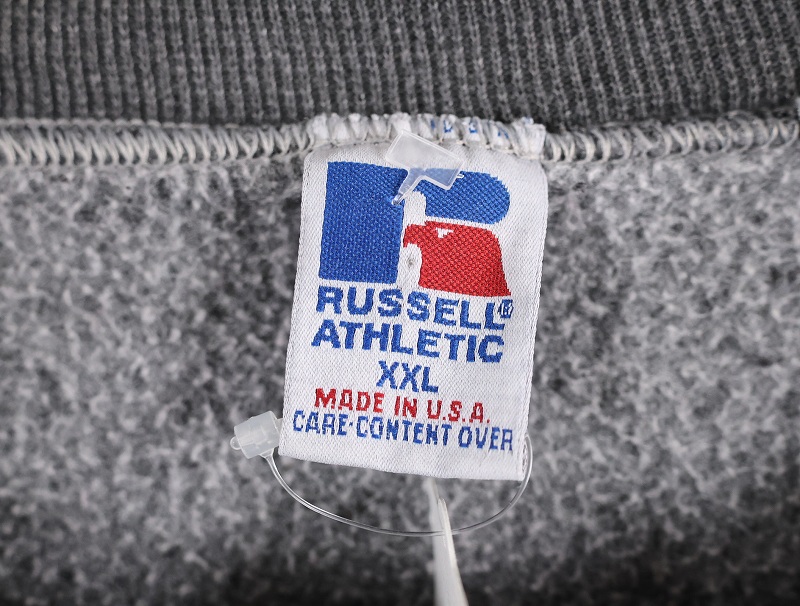 RUSSELL®
ATHLETIC
XXL
MADE IN U.S.A.
CARE·CONTENT OVER